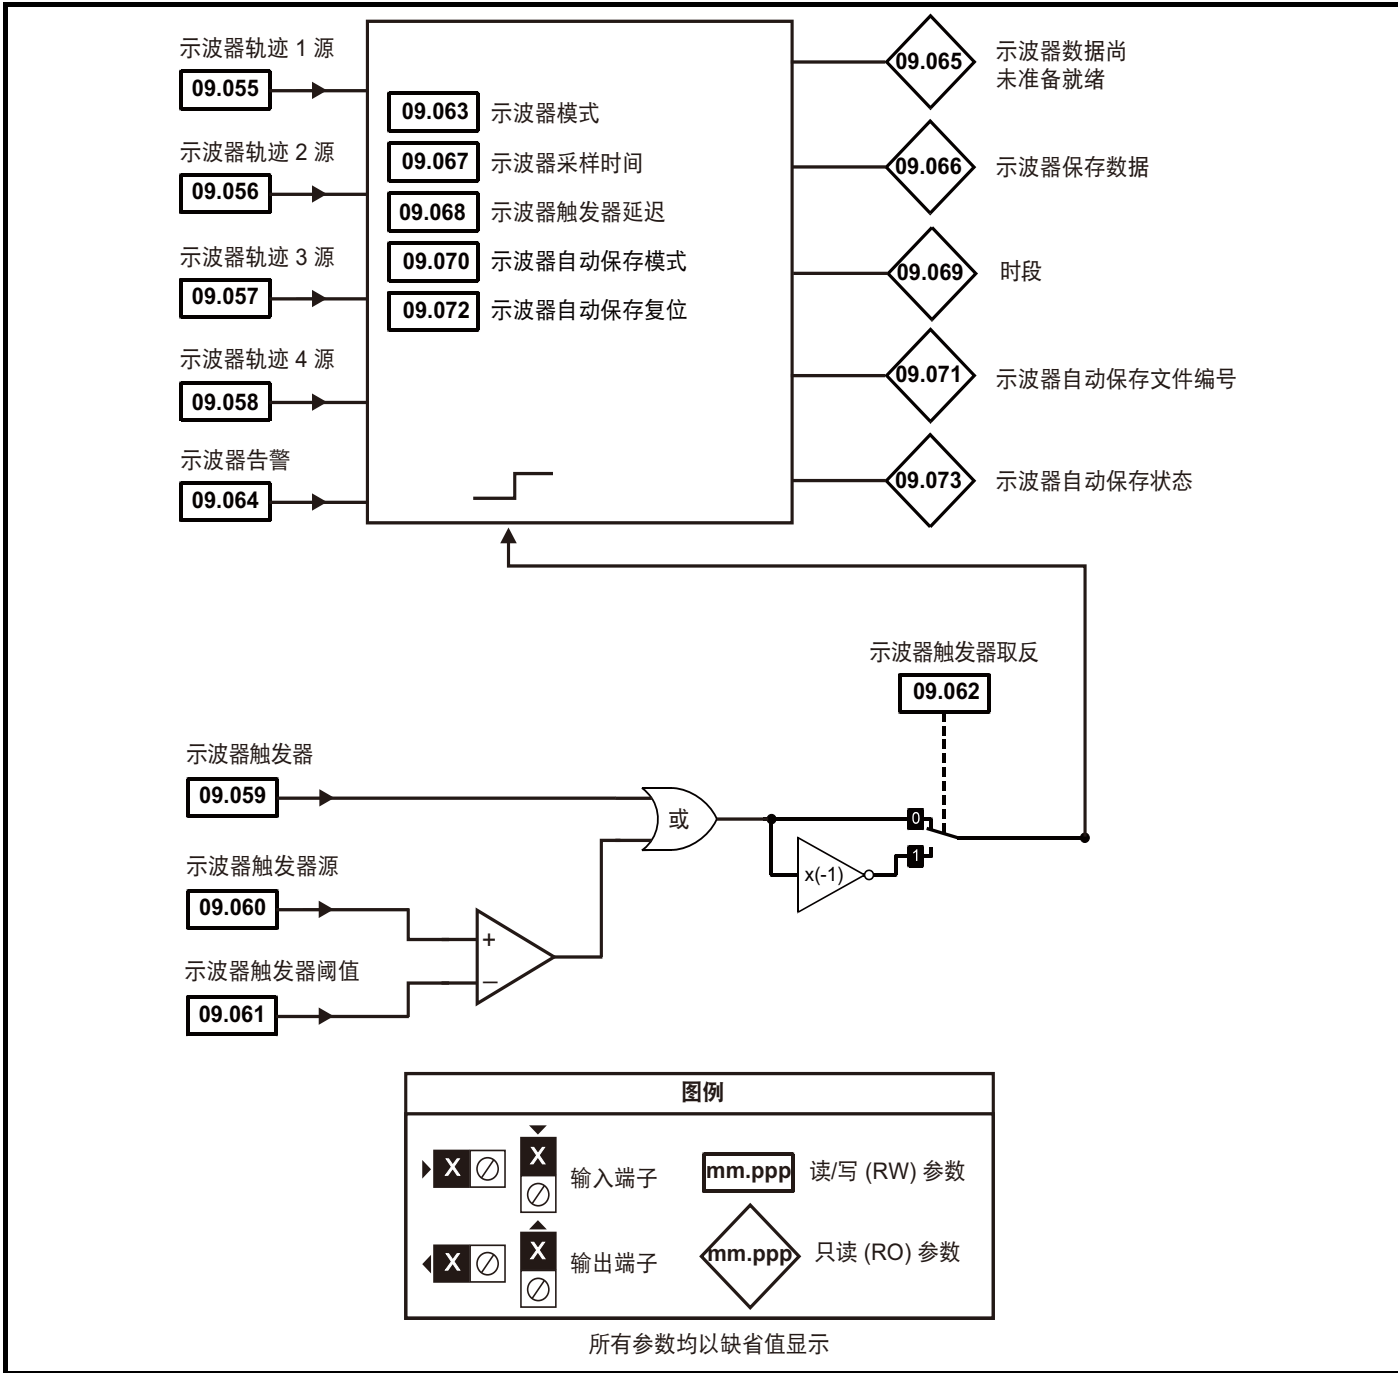 示波器轨迹 1 源
09.055
示波器轨迹 2 源
09.056
示波器轨迹 3 源
09.057
示波器轨迹 4 源
09.058
示波器告警
09.064
09.063 示波器模式
09.067 示波器采样时间
09.068 示波器触发器延迟
09.070 示波器自动保存模式
09.072 示波器自动保存复位
09.065
示波器数据尚
未准备就绪
09.066 示波器保存数据
09.069 时段
09.071 示波器自动保存文件编号
09.073 示波器自动保存状态
示波器触发器取反
09.062
示波器触发器
09.059
或
0
1
x(-1)
示波器触发器源
09.060
+
−
示波器触发器阈值
09.061
图例
X X 输入端子
mm.ppp 读/写 (RW) 参数
X X 输出端子
mm.ppp 只读 (RO) 参数
所有参数均以缺省值显示